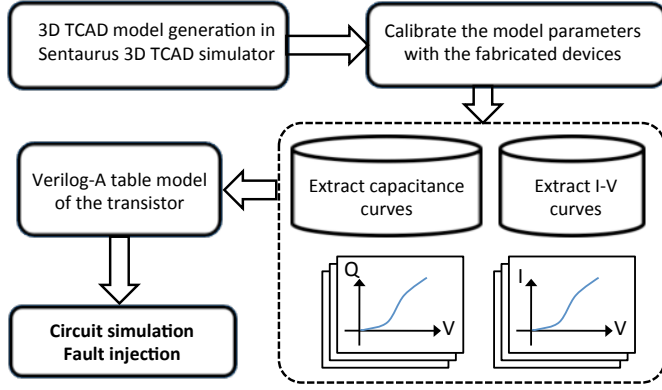 3D TCAD model generation in
Sentaurus 3D TCAD simulator
Calibrate the model parameters
with the fabricated devices
Extract capacitance
curves
Extract I-V
curves
Q
V
I
V
Verilog-A table model
of the transistor
Circuit simulation
Fault injection